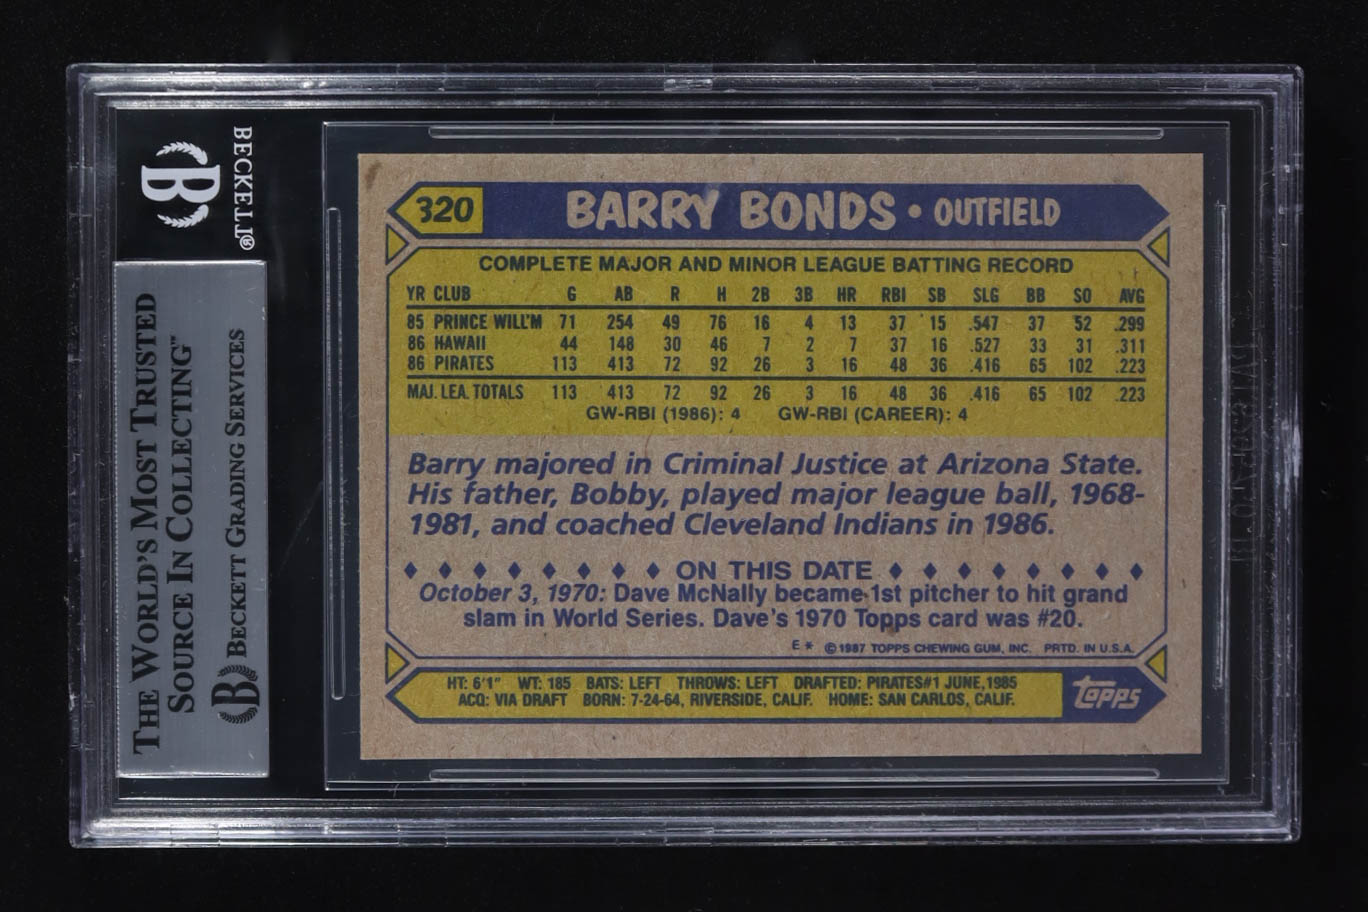 BECKETT®
B
THE WORLD'S MOST TRUSTED
SOURCE IN COLLECTING™
B BECKETT GRADING SERVICES
320 BARRY BONDS • OUTFIELD
COMPLETE MAJOR AND MINOR LEAGUE BATTING RECORD
YR CLUB G AB R H 2B 3B HR RBI SB SLG BB SO AVG
85 PRINCE WILL'M 71 254 49 76 16 4 13 37 15 .547 37 52 .299
86 HAWAII 44 148 30 46 7 2 7 37 16 .527 33 31 .311
86 PIRATES 113 413 72 92 26 3 16 48 36 .416 65 102 .223
MAJ. LEA. TOTALS 113 413 72 92 26 3 16 48 36 .416 65 102 .223
GW-RBI (1986): 4 GW-RBI (CAREER): 4
Barry majored in Criminal Justice at Arizona State.
His father, Bobby, played major league ball, 1968-
1981, and coached Cleveland Indians in 1986.
♦ ♦ ♦ ♦ ♦ ♦ ♦ ♦ ON THIS DATE ♦ ♦ ♦ ♦ ♦ ♦ ♦ ♦
October 3, 1970: Dave McNally became 1st pitcher to hit grand
slam in World Series. Dave's 1970 Topps card was #20.
E * © 1987 TOPPS CHEWING GUM, INC. PRTD. IN U.S.A.
HT: 6'1" WT: 185 BATS: LEFT THROWS: LEFT DRAFTED: PIRATES#1 JUNE, 1985
ACQ: VIA DRAFT BORN: 7-24-64, RIVERSIDE, CALIF. HOME: SAN CARLOS, CALIF.
Topps